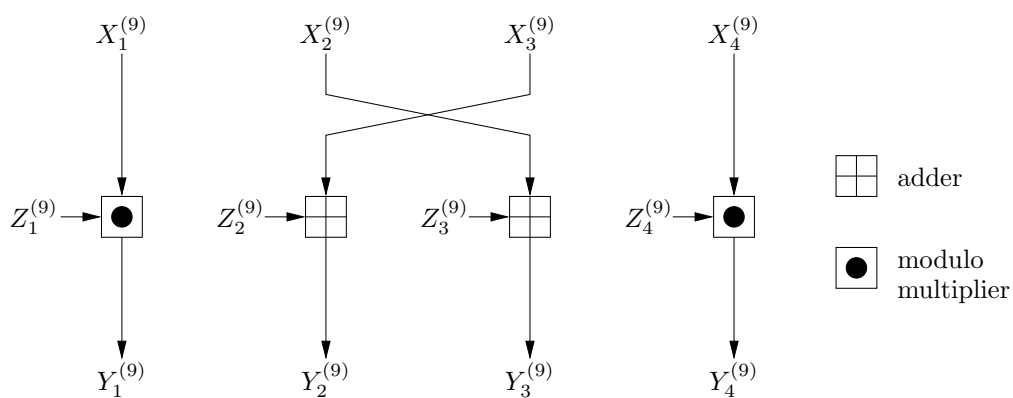 X_1^{(9)} X_2^{(9)} X_3^{(9)} X_4^{(9)}
adder
Z_1^{(9)} Z_2^{(9)} Z_3^{(9)} Z_4^{(9)}
modulo
multiplier
Y_1^{(9)} Y_2^{(9)} Y_3^{(9)} Y_4^{(9)}